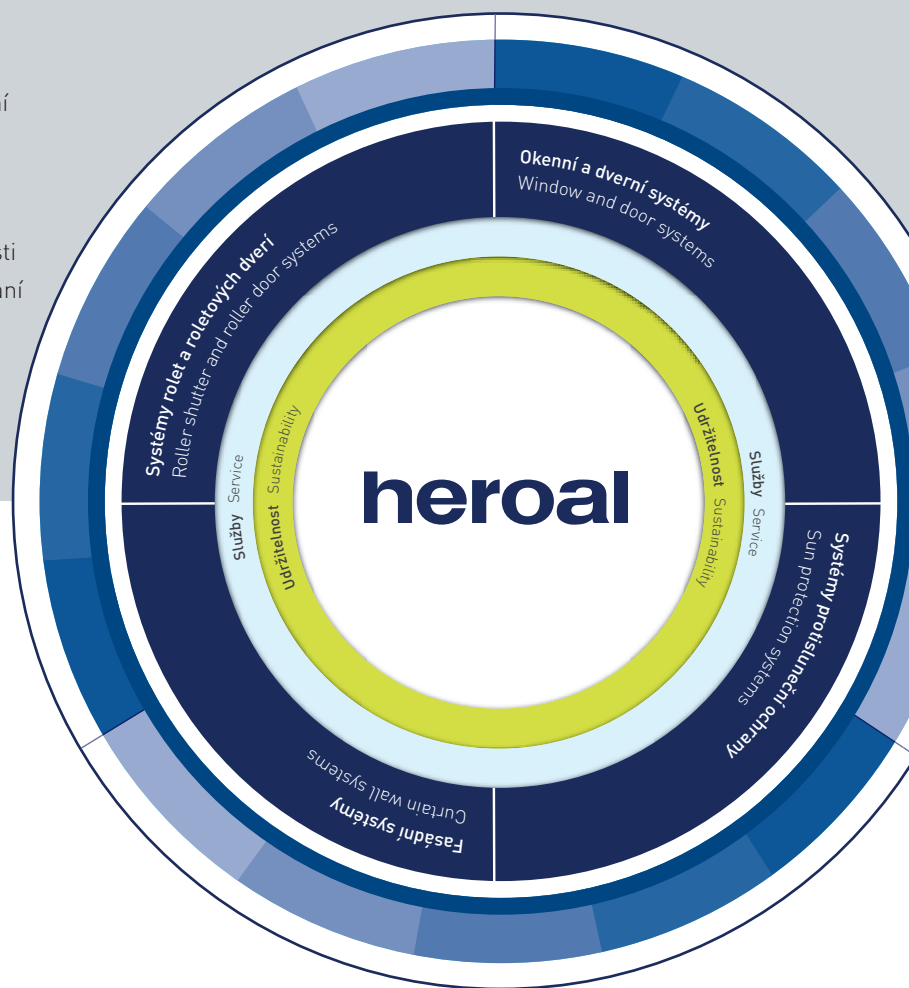 Okenní a dverní systémy
Window and door systems
Systémy rolet a roletových dverí
Roller shutter and roller door systems
Služby Service
Udržitelnost Sustainability
heroal
Udržitelnost Sustainability
Služby Service
Systémy protisluneční ochrany
Sun protection systems
Curtain wall systems
Fasádní systémy